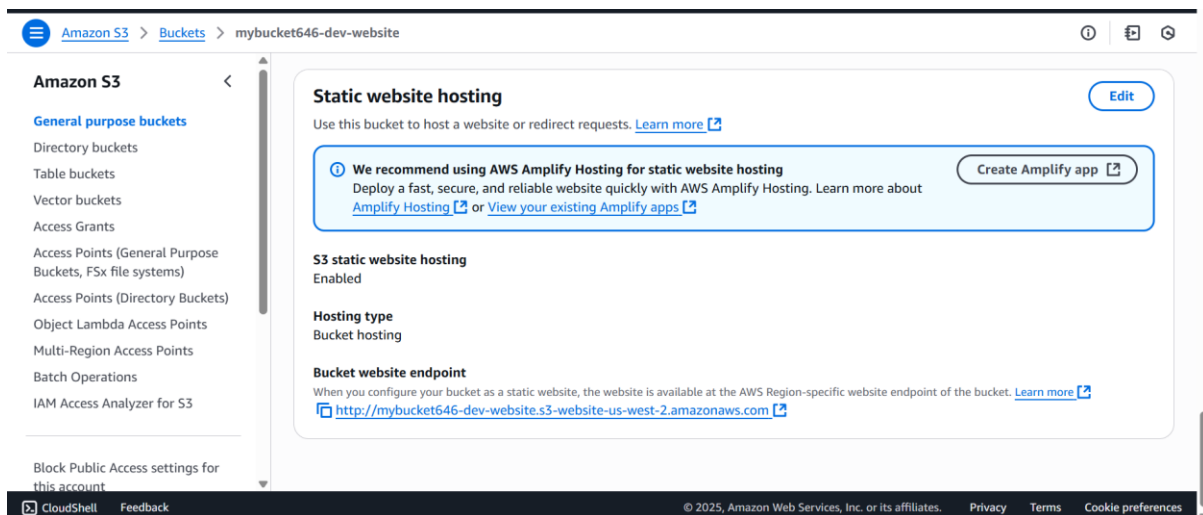 Amazon S3 > Buckets > mybucket646-dev-website
Amazon S3
General purpose buckets
Directory buckets
Table buckets
Vector buckets
Access Grants
Access Points (General Purpose
Buckets, FSx file systems)
Access Points (Directory Buckets)
Object Lambda Access Points
Multi-Region Access Points
Batch Operations
IAM Access Analyzer for S3
Block Public Access settings for
this account
Static website hosting
Edit
Use this bucket to host a website or redirect requests. Learn more
We recommend using AWS Amplify Hosting for static website hosting
Deploy a fast, secure, and reliable website quickly with AWS Amplify Hosting. Learn more about
Amplify Hosting or View your existing Amplify apps
Create Amplify app
S3 static website hosting
Enabled
Hosting type
Bucket hosting
Bucket website endpoint
When you configure your bucket as a static website, the website is available at the AWS Region-specific website endpoint of the bucket. Learn more
http://mybucket646-dev-website.s3-website-us-west-2.amazonaws.com
CloudShell Feedback © 2025, Amazon Web Services, Inc. or its affiliates. Privacy Terms Cookie preferences